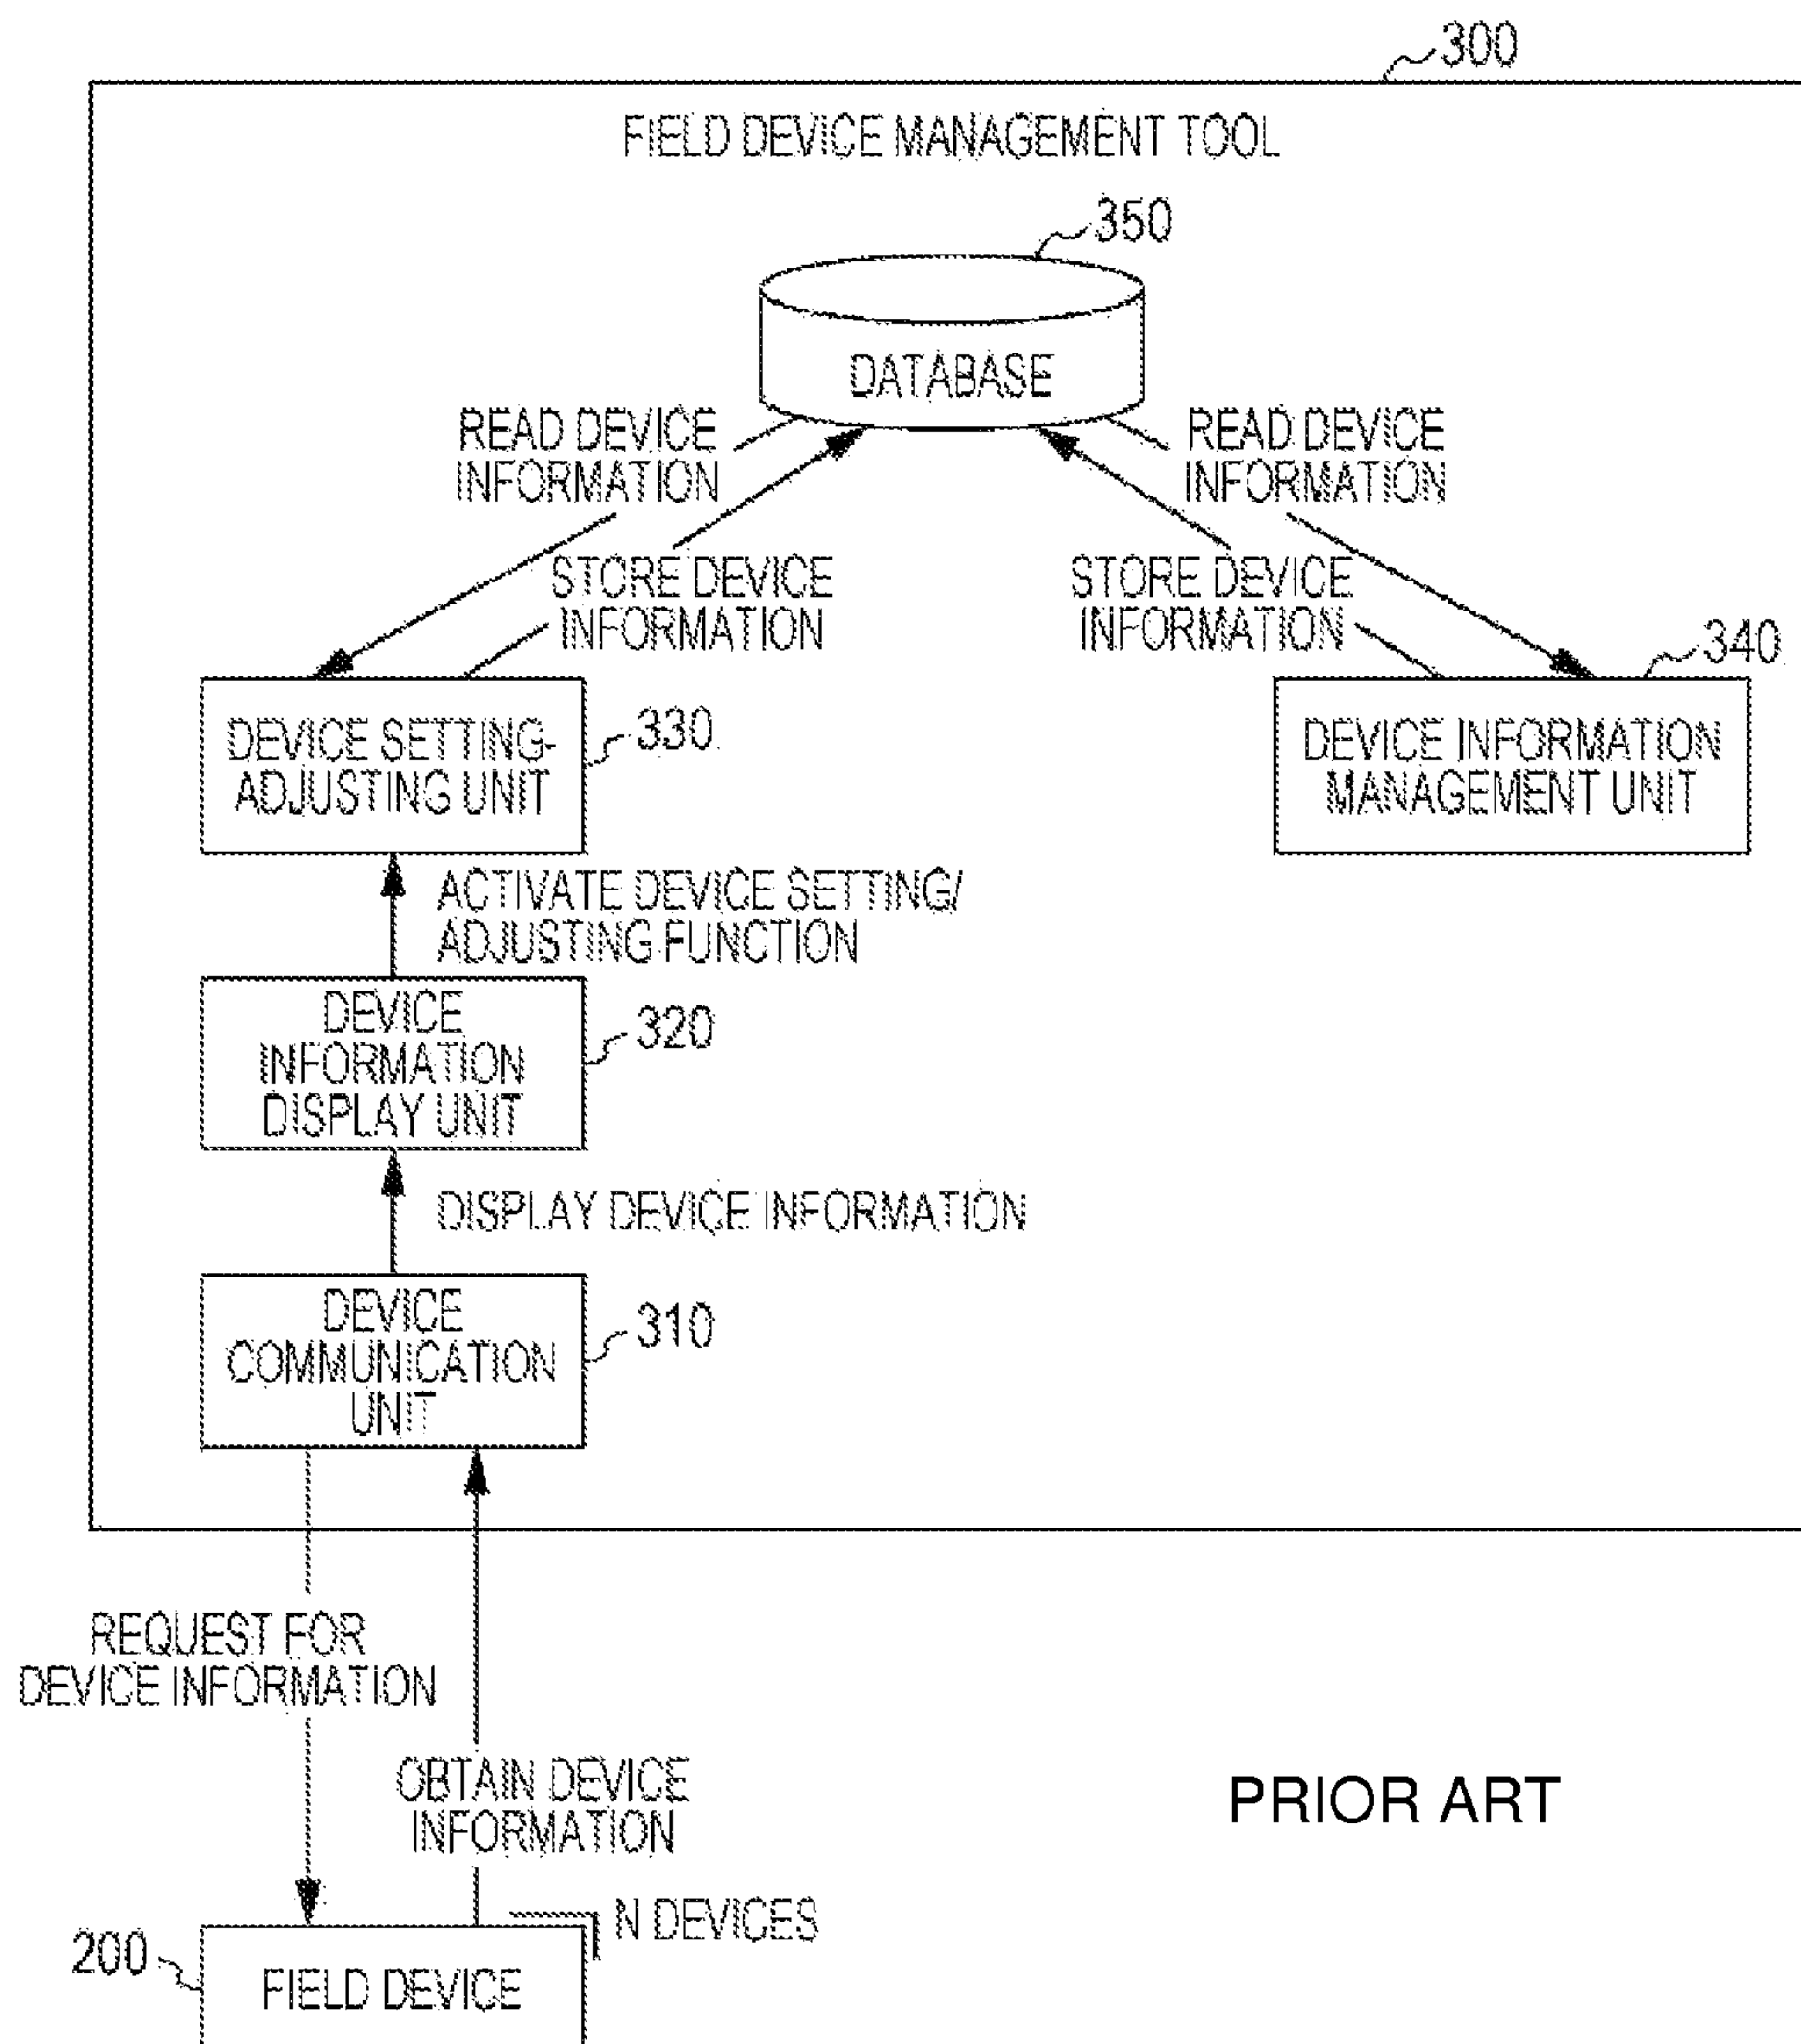 300
FIELD DEVICE MANAGEMENT TOOL
350
DATABASE
READ DEVICE
INFORMATION
READ DEVICE
INFORMATION
STORE DEVICE
INFORMATION
STORE DEVICE
INFORMATION
340
DEVICE SETTING-
ADJUSTING UNIT
330
DEVICE INFORMATION
MANAGEMENT UNIT
ACTIVATE DEVICE SETTING/
ADJUSTING FUNCTION
DEVICE
INFORMATION
DISPLAY UNIT
320
DISPLAY DEVICE INFORMATION
DEVICE
COMMUNICATION
UNIT
310
REQUEST FOR
DEVICE INFORMATION
OBTAIN DEVICE
INFORMATION
PRIOR ART
N DEVICES
200
FIELD DEVICE